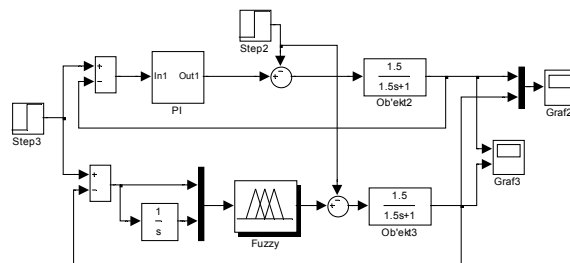 Step2
+
−
In1 Out1
PI
+
−
1.5
1.5s+1
Ob'ekt2
Graf2
Step3
Graf3
+
−
1
s
Fuzzy
+
−
1.5
1.5s+1
Ob'ekt3